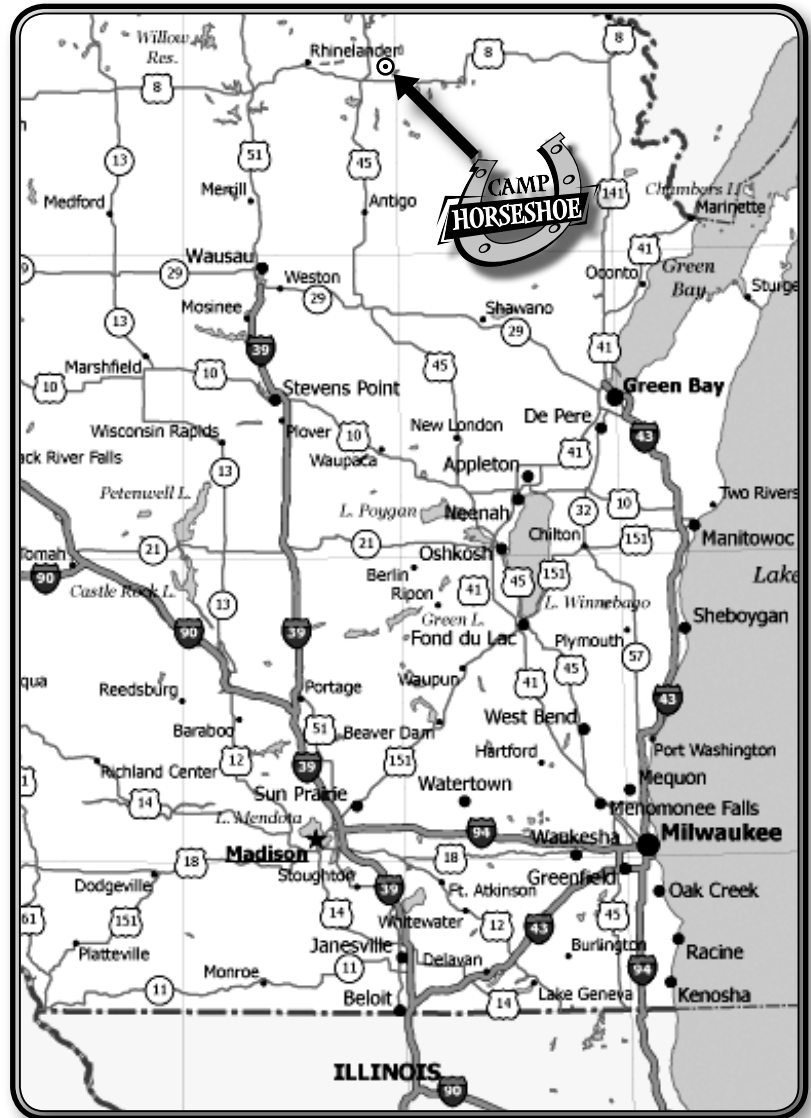 Willow
Res.
Rhinelander
8
8
8
13
51
45
CAMP
HORSESHOE
141
Chambers I.
Marinette
Medford
Merrill
Antigo
41
Green
Bay
Oconto
Wausau
29
Weston
29
Mosinee
Shawano
29
Sturge
13
39
41
Marshfield
10
10
45
Stevens Point
Green Bay
Wisconsin Rapids
Plover
10
Waupaca
New London
De Pere
43
41
ack River Falls
13
Appleton
Petenwell L.
L. Poygan
Neenah
32
10
Two Rivers
Chilton
151
Manitowoc
Tomah
21
21
Oshkosh
90
Castle Rock L.
Berlin
Ripon
41
45
151
Lake
13
Green L.
L. Winnebago
Sheboygan
90
39
Fond du Lac
Plymouth
57
qua
Reedsburg
Portage
Waupun
41
45
43
Baraboo
51
Beaver Dam
West Bend
12
Hartford
Port Washington
1
Richland Center
39
151
14
Sun Prairie
Watertown
Mequon
L. Mendota
Menomonee Falls
94
Waukesha
Milwaukee
Madison
18
18
Dodgeville
Stoughton
39
Ft. Atkinson
Greenfield
Oak Creek
61
151
14
Whitewater
12
43
45
Platteville
Janesville
Delavan
Burlington
Racine
Monroe
11
94
11
Beloit
14
Lake Geneva
Kenosha
ILLINOIS
90